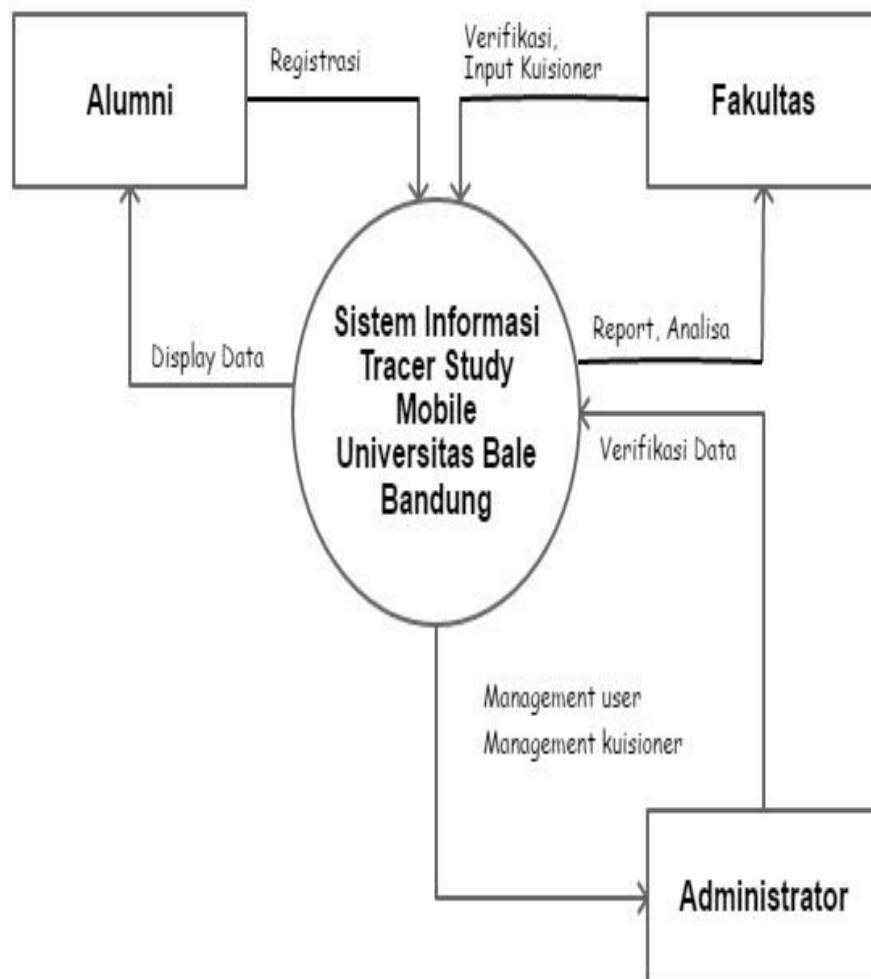 Alumni
Registrasi
Verifikasi,
Input Kuisioner
Fakultas
Sistem Informasi
Tracer Study
Mobile
Universitas Bale
Bandung
Display Data
Report, Analisa
Verifikasi Data
Management user
Management kuisioner
Administrator